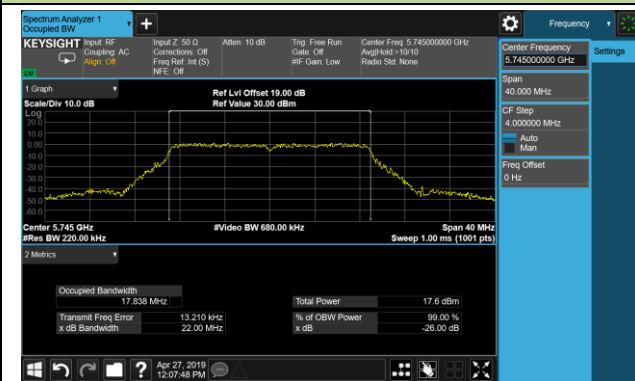 Spectrum Analyzer 1
Occupied BW
+
Frequency
KEYSIGHT
Input: RF
Coupling: AC
Align: Off
Input Z: 50 Ω
Corrections: Off
Freq Ref: Int (S)
NFE: Off
Atten: 10 dB
Trig: Free Run
Gate: Off
#IF Gain: Low
Center Freq: 5.745000000 GHz
Avg|Hold:>10/10
Radio Std: None
LXI
Center Frequency
5.745000000 GHz
Settings
Span
40.000 MHz
CF Step
4.000000 MHz
Auto
Man
Freq Offset
0 Hz
1 Graph
Scale/Div 10.0 dB
Ref Lvl Offset 19.00 dB
Ref Value 30.00 dBm
Log
20.0
10.0
0.00
-10.0
-20.0
-30.0
-40.0
-50.0
-60.0
Center 5.745 GHz
#Res BW 220.00 kHz
#Video BW 680.00 kHz
Span 40 MHz
Sweep 1.00 ms (1001 pts)
2 Metrics
Occupied Bandwidth
17.838 MHz
Total Power 17.6 dBm
Transmit Freq Error 13.210 kHz
% of OBW Power 99.00 %
x dB Bandwidth 22.00 MHz
x dB -26.00 dB
?
Apr 27, 2019
12:07:48 PM